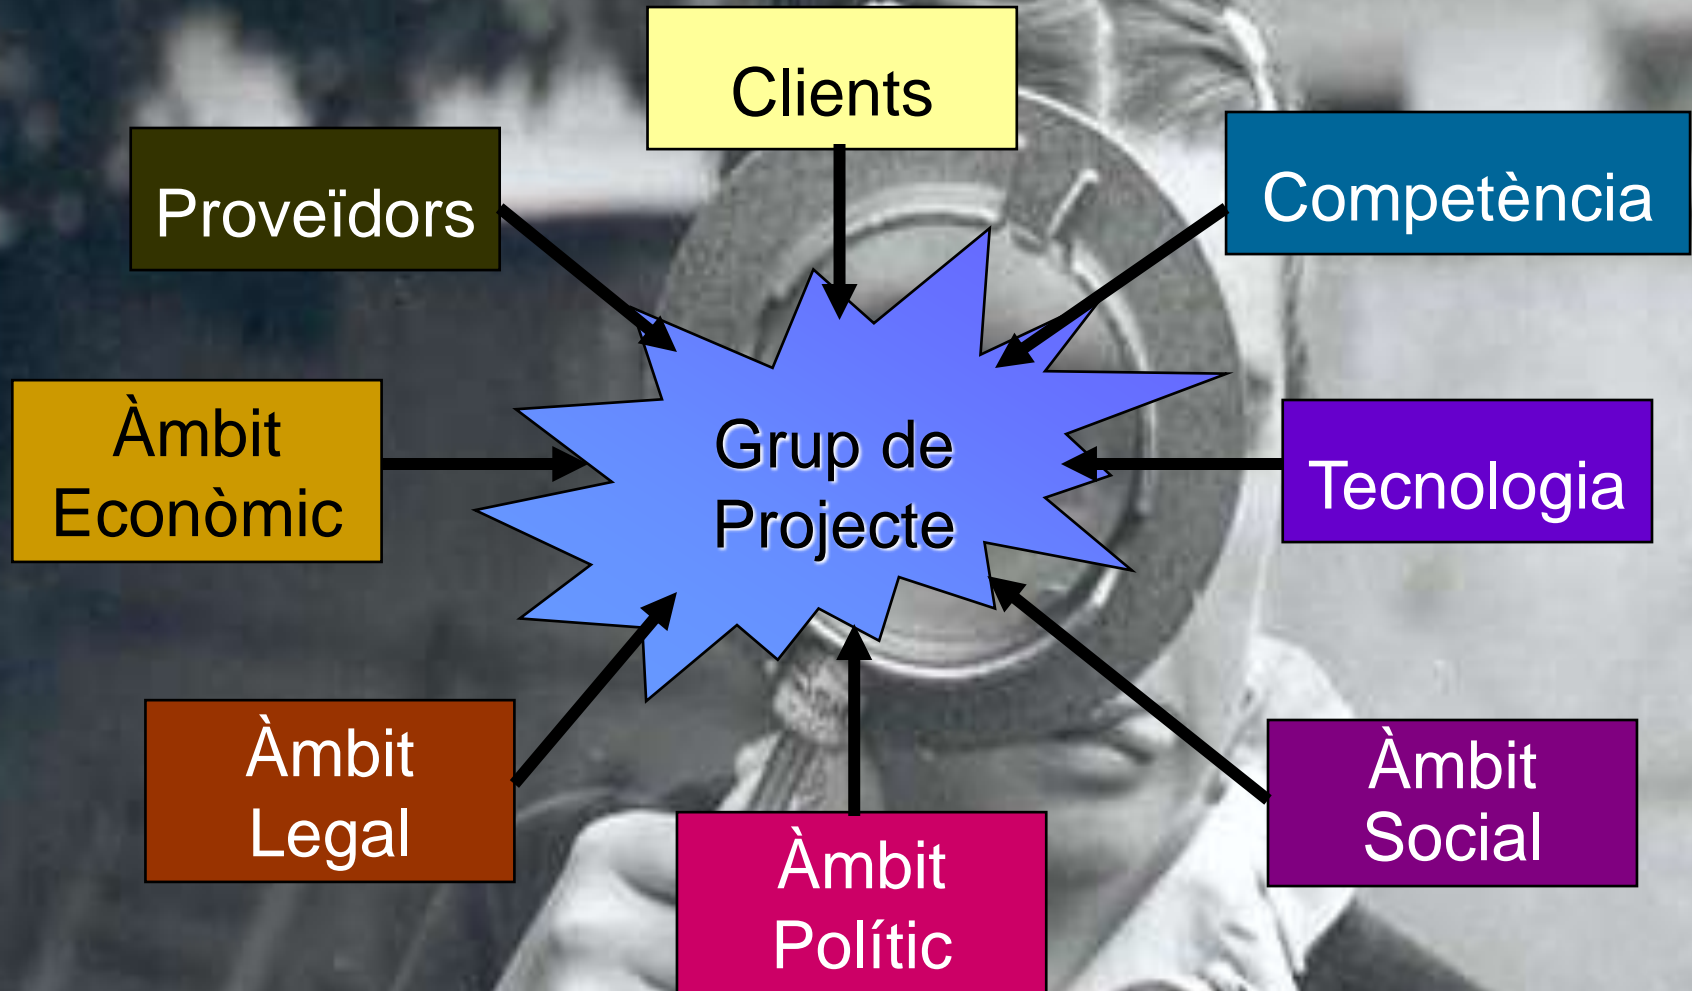 Clients
Proveïdors
Competència
Àmbit
Econòmic
Grup de
Projecte
Tecnologia
Àmbit
Legal
Àmbit
Polític
Àmbit
Social